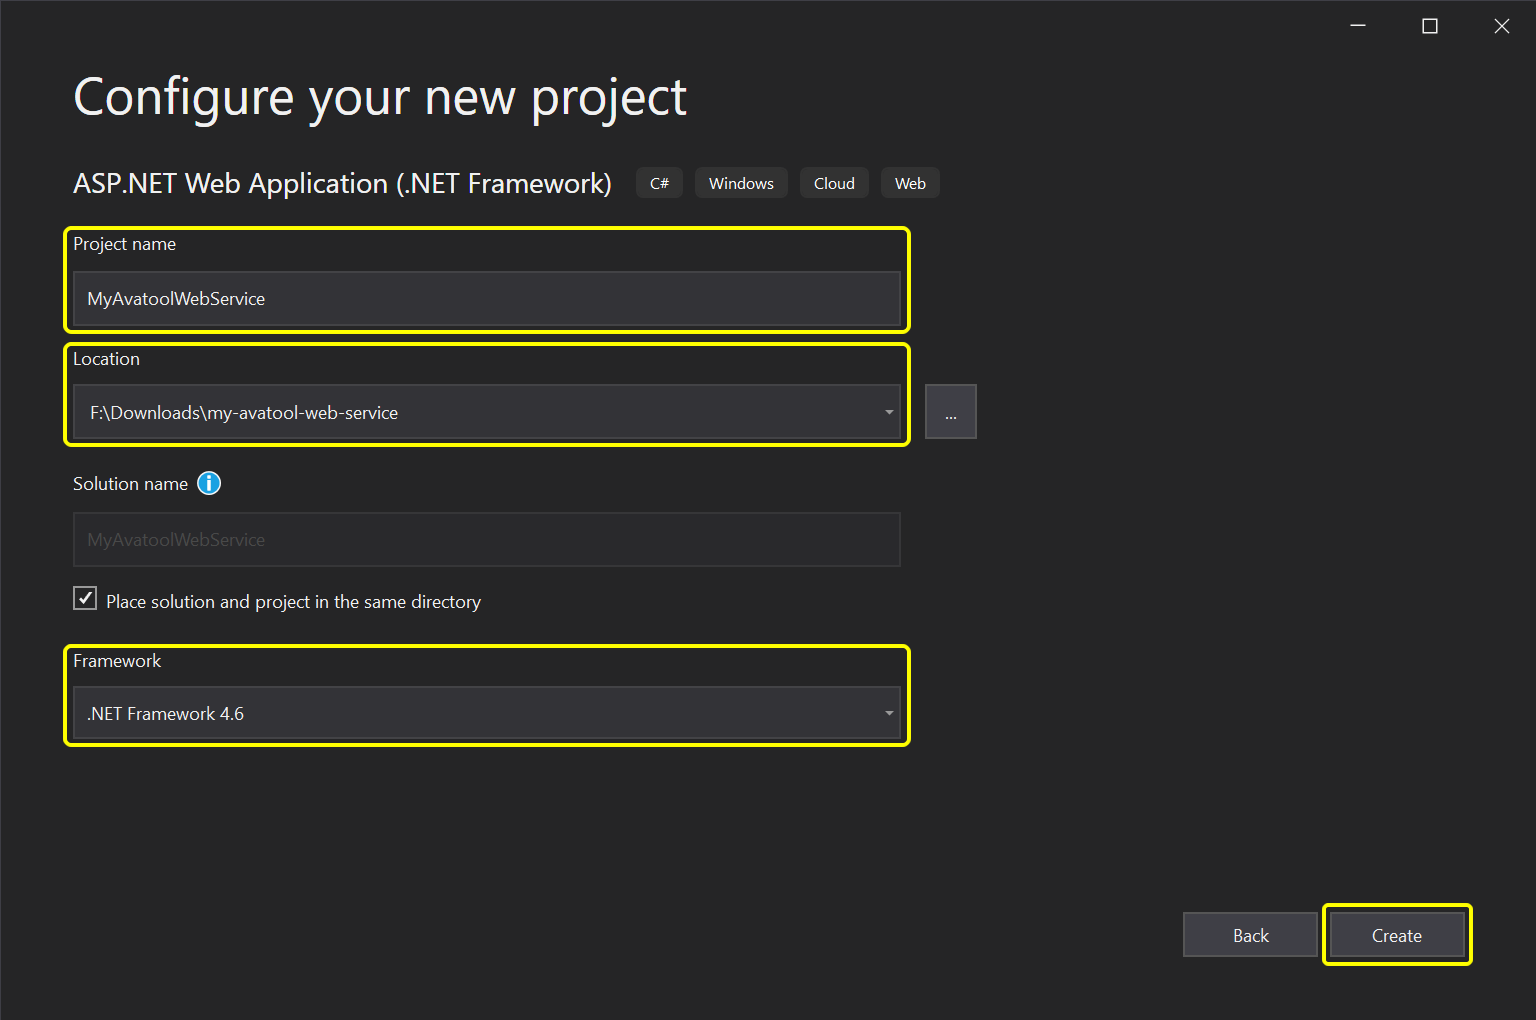 Configure your new project
ASP.NET Web Application (.NET Framework) C# Windows Cloud Web
Project name
MyAvatoolWebService
Location
F:\Downloads\my-avatool-web-service
...
Solution name
MyAvatoolWebService
Place solution and project in the same directory
Framework
.NET Framework 4.6
Back Create